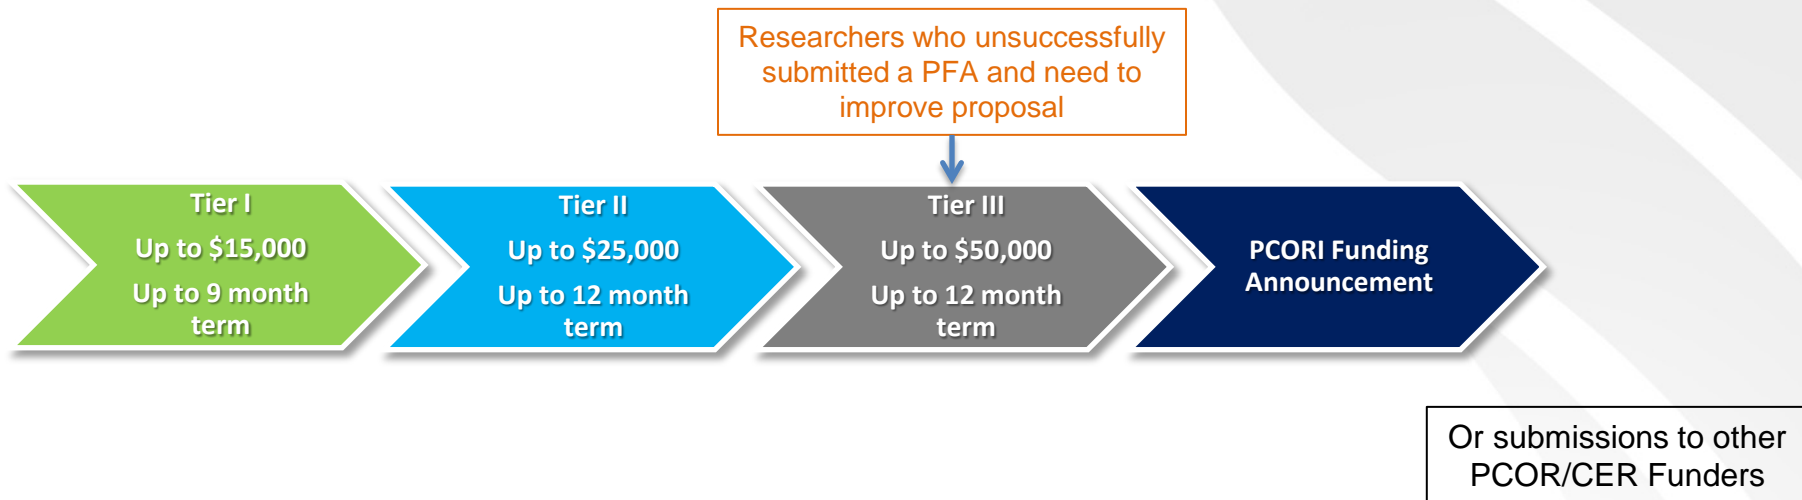 Researchers who unsuccessfully
submitted a PFA and need to
improve proposal
Tier I
Up to $15,000
Up to 9 month
term
Tier II
Up to $25,000
Up to 12 month
term
Tier III
Up to $50,000
Up to 12 month
term
PCORI Funding
Announcement
Or submissions to other
PCOR/CER Funders